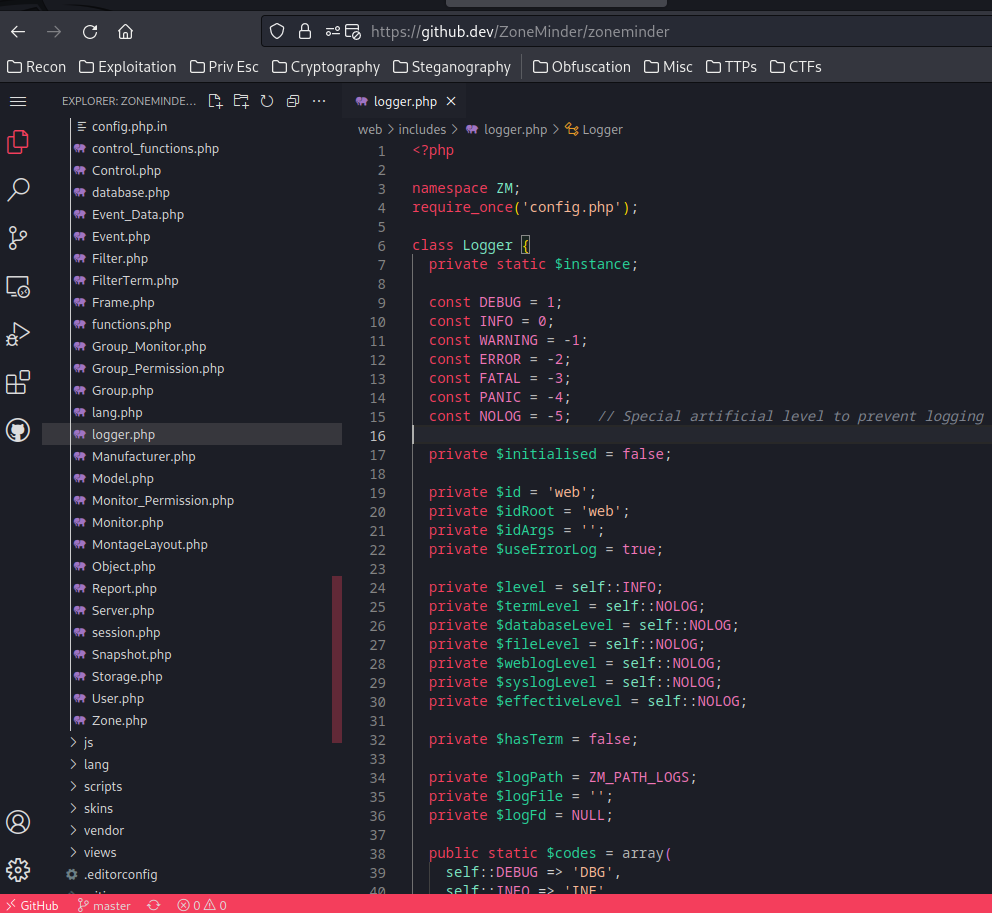 https://github.dev/ZoneMinder/zoneminder
Recon Exploitation Priv Esc Cryptography Steganography Obfuscation Misc TTPs CTFs
EXPLORER: ZONEMINDE...
config.php.in
control_functions.php
Control.php
database.php
Event_Data.php
Event.php
Filter.php
FilterTerm.php
Frame.php
functions.php
Group_Monitor.php
Group_Permission.php
Group.php
lang.php
logger.php
Manufacturer.php
Model.php
Monitor_Permission.php
Monitor.php
MontageLayout.php
Object.php
Report.php
Server.php
session.php
Snapshot.php
Storage.php
User.php
Zone.php
js
lang
scripts
skins
vendor
views
.editorconfig
logger.php
web > includes > logger.php > Logger
1 <?php
2
3 namespace ZM;
4 require_once('config.php');
5
6 class Logger {
7 private static $instance;
8
9 const DEBUG = 1;
10 const INFO = 0;
11 const WARNING = -1;
12 const ERROR = -2;
13 const FATAL = -3;
14 const PANIC = -4;
15 const NOLOG = -5; // Special artificial level to prevent logging
16
17 private $initialised = false;
18
19 private $id = 'web';
20 private $idRoot = 'web';
21 private $idArgs = '';
22 private $useErrorLog = true;
23
24 private $level = self::INFO;
25 private $termLevel = self::NOLOG;
26 private $databaseLevel = self::NOLOG;
27 private $fileLevel = self::NOLOG;
28 private $weblogLevel = self::NOLOG;
29 private $syslogLevel = self::NOLOG;
30 private $effectiveLevel = self::NOLOG;
31
32 private $hasTerm = false;
33
34 private $logPath = ZM_PATH_LOGS;
35 private $logFile = '';
36 private $logFd = NULL;
37
38 public static $codes = array(
39 self::DEBUG => 'DBG',
40 self::INFO => 'INF'
GitHub master 0 0